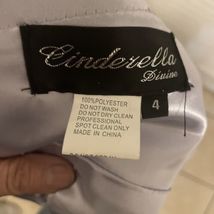 Cinderella
Divine
4
100%POLYESTER
DO NOT WASH
DO NOT DRY CLEAN
PROFESSIONAL
SPOT CLEAN ONLY
MADE IN CHINA